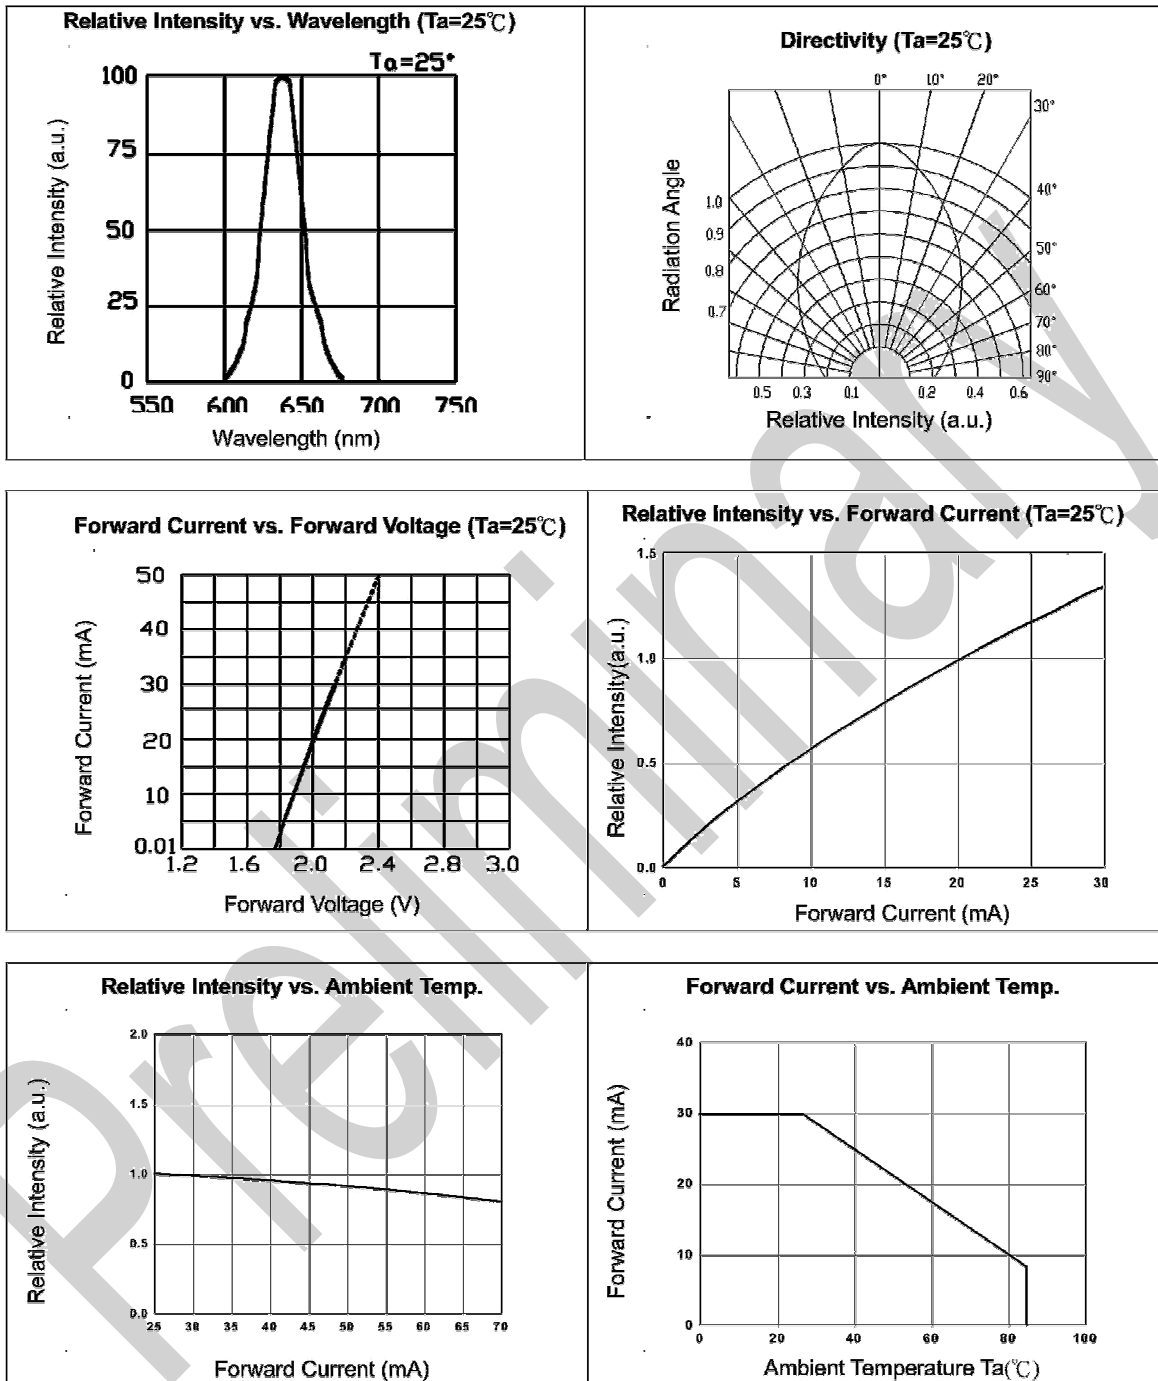 Relative Intensity vs. Wavelength (Ta=25℃)
Ta=25°
100
75
50
25
0
550 600 650 700 750
Relative Intensity (a.u.)
Wavelength (nm)
Directivity (Ta=25℃)
0° 10° 20°
30°
40°
50°
60°
70°
80°
90°
1.0
0.9
0.8
0.7
0.5 0.3 0.1 0.2 0.4 0.6
Radiation Angle
Relative Intensity (a.u.)
Forward Current vs. Forward Voltage (Ta=25℃)
50
40
30
20
10
0.01
1.2 1.6 2.0 2.4 2.8 3.0
Forward Current (mA)
Forward Voltage (V)
Relative Intensity vs. Forward Current (Ta=25℃)
1.5
1.0
0.5
0.0
0 5 10 15 20 25 30
Relative Intensity(a.u.)
Forward Current (mA)
Relative Intensity vs. Ambient Temp.
2.0
1.5
1.0
0.5
0.0
25 30 35 40 45 50 55 60 65 70
Relative Intensity (a.u.)
Forward Current (mA)
Forward Current vs. Ambient Temp.
40
30
20
10
0
0 20 40 60 80 100
Forward Current (mA)
Ambient Temperature Ta(℃)
Preliminary